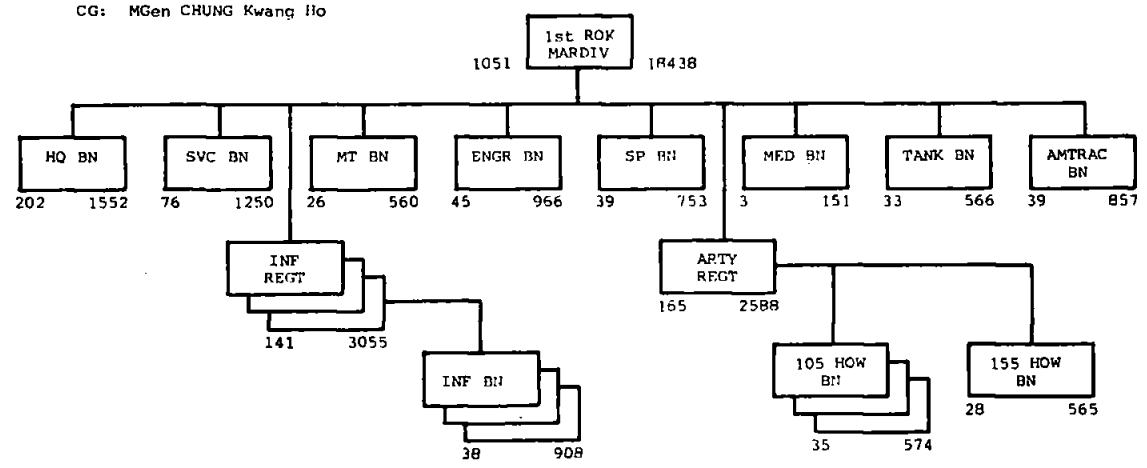 CG: MGen CHUNG Kwang Ho
1st ROK
MARDIV
1051 18438
HQ BN
202 1552
SVC BN
76 1250
MT BN
26 560
ENGR BN
45 966
SP BN
39 753
MED BN
3 151
TANK BN
33 566
AMTRAC
BN
39 857
INF
REGT
141 3055
INF BN
38 908
ARTY
REGT
165 2588
105 HOW
BN
35 574
155 HOW
BN
28 565